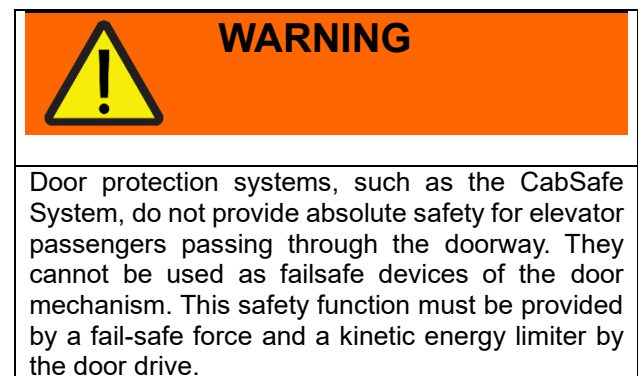 WARNING
Door protection systems, such as the CabSafe
System, do not provide absolute safety for elevator
passengers passing through the doorway. They
cannot be used as failsafe devices of the door
mechanism. This safety function must be provided
by a fail-safe force and a kinetic energy limiter by
the door drive.